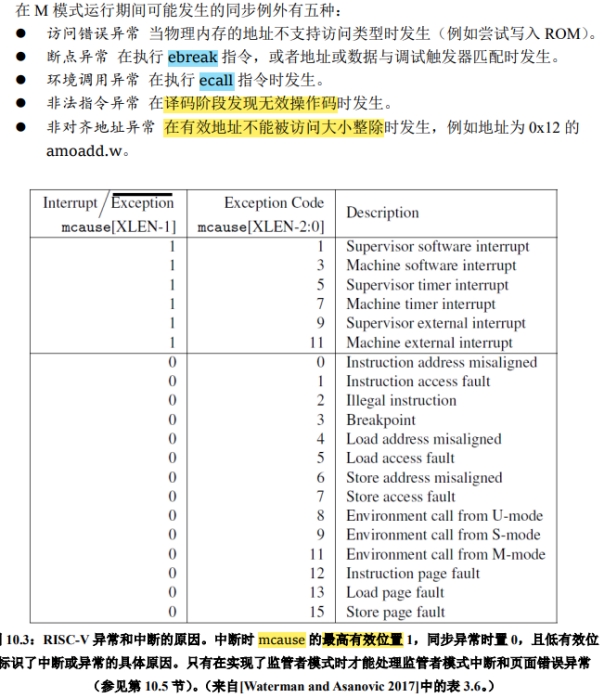 在 M 模式运行期间可能发生的同步例外有五种：
● 访问错误异常 当物理内存的地址不支持访问类型时发生（例如尝试写入 ROM）。
● 断点异常 在执行 ebreak 指令，或者地址或数据与调试触发器匹配时发生。
● 环境调用异常 在执行 ecall 指令时发生。
● 非法指令异常 在译码阶段发现无效操作码时发生。
● 非对齐地址异常 在有效地址不能被访问大小整除时发生，例如地址为 0x12 的
amoadd.w。
Interrupt / Exception Exception Code Description
mcause[XLEN-1] mcause[XLEN-2:0]
1 1 Supervisor software interrupt
1 3 Machine software interrupt
1 5 Supervisor timer interrupt
1 7 Machine timer interrupt
1 9 Supervisor external interrupt
1 11 Machine external interrupt
0 0 Instruction address misaligned
0 1 Instruction access fault
0 2 Illegal instruction
0 3 Breakpoint
0 4 Load address misaligned
0 5 Load access fault
0 6 Store address misaligned
0 7 Store access fault
0 8 Environment call from U-mode
0 9 Environment call from S-mode
0 11 Environment call from M-mode
0 12 Instruction page fault
0 13 Load page fault
0 15 Store page fault
10.3：RISC-V 异常和中断的原因。中断时 mcause 的最高有效位置 1，同步异常时置 0，且低有效位
标识了中断或异常的具体原因。只有在实现了监管者模式时才能处理监管者模式中断和页面错误异常
（参见第 10.5 节）。（来自[Waterman and Asanovic 2017]中的表 3.6。）